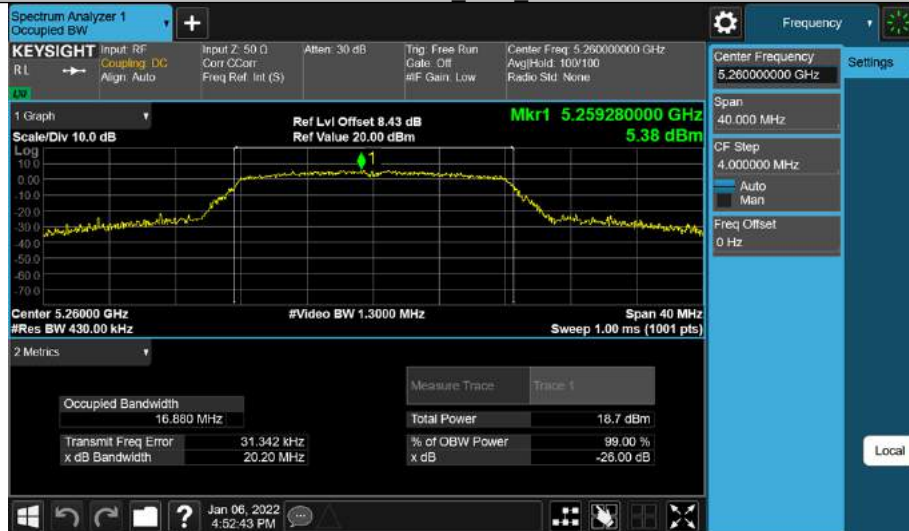 Spectrum Analyzer 1
Occupied BW
Frequency
KEYSIGHT
RL
Input: RF
Coupling: DC
Align: Auto
Input Z: 50 Ω
Corr CCorr
Freq Ref: Int (S)
Atten: 30 dB
Trig: Free Run
Gate: Off
#IF Gain: Low
Center Freq: 5.260000000 GHz
Avg|Hold: 100/100
Radio Std: None
Center Frequency
5.260000000 GHz
Settings
Span
40.000 MHz
CF Step
4.000000 MHz
Auto
Man
Freq Offset
0 Hz
Local
1 Graph
Scale/Div 10.0 dB
Ref Lvl Offset 8.43 dB
Ref Value 20.00 dBm
Mkr1 5.259280000 GHz
5.38 dBm
Log
10.0
0.00
-10.0
-20.0
-30.0
-40.0
-50.0
-60.0
-70.0
1
Center 5.26000 GHz
#Res BW 430.00 kHz
#Video BW 1.3000 MHz
Span 40 MHz
Sweep 1.00 ms (1001 pts)
2 Metrics
Measure Trace
Trace 1
Occupied Bandwidth
16.880 MHz
Total Power
18.7 dBm
Transmit Freq Error
31.342 kHz
% of OBW Power
99.00 %
x dB Bandwidth
20.20 MHz
x dB
-26.00 dB
?
Jan 06, 2022
4:52:43 PM